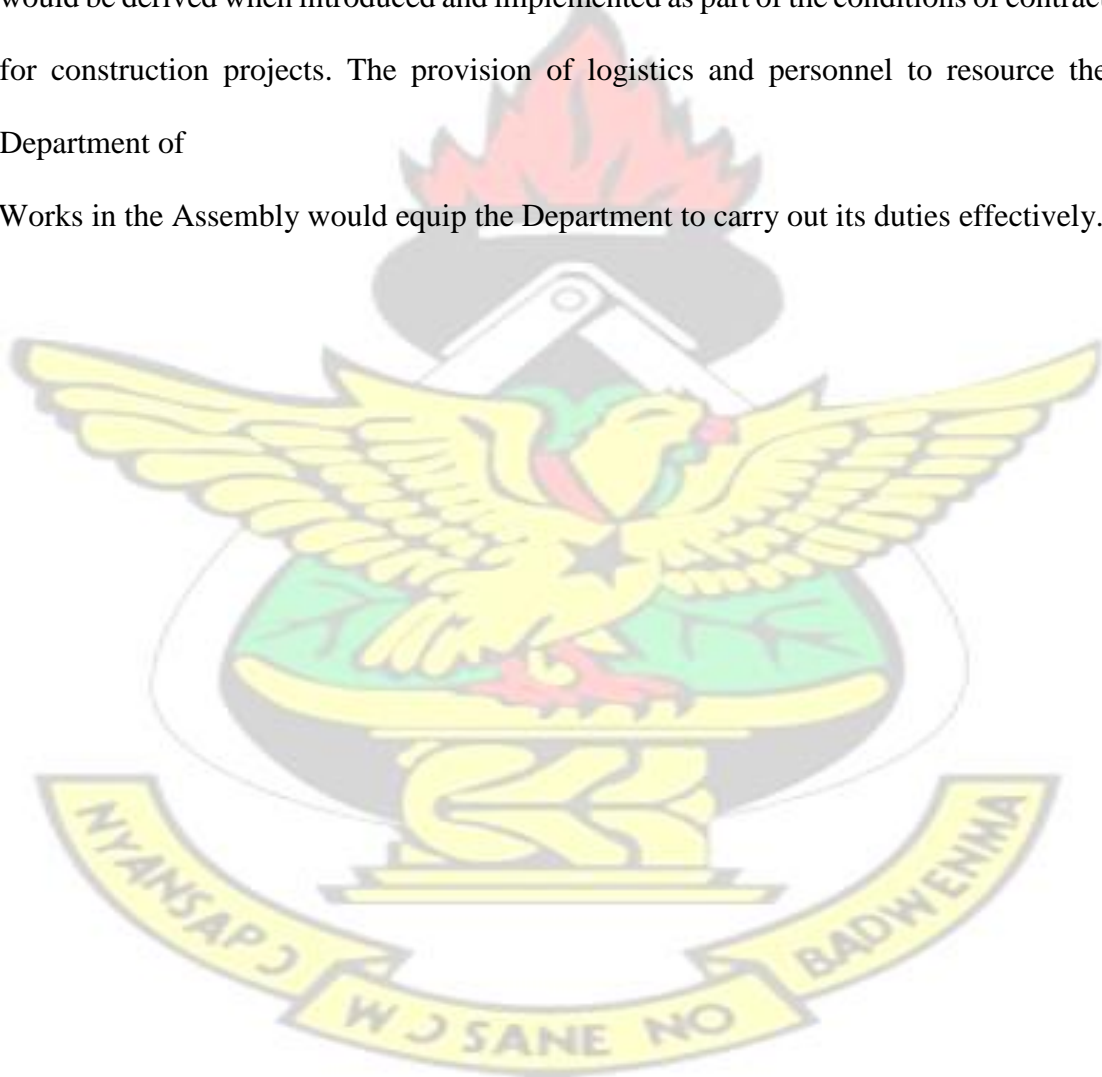 would be derived when introduced and implemented as part of the conditions of contract
for construction projects. The provision of logistics and personnel to resource the
Department of
Works in the Assembly would equip the Department to carry out its duties effectively.
NYANSAPƆ
WƆSANE NO
BADWENMA